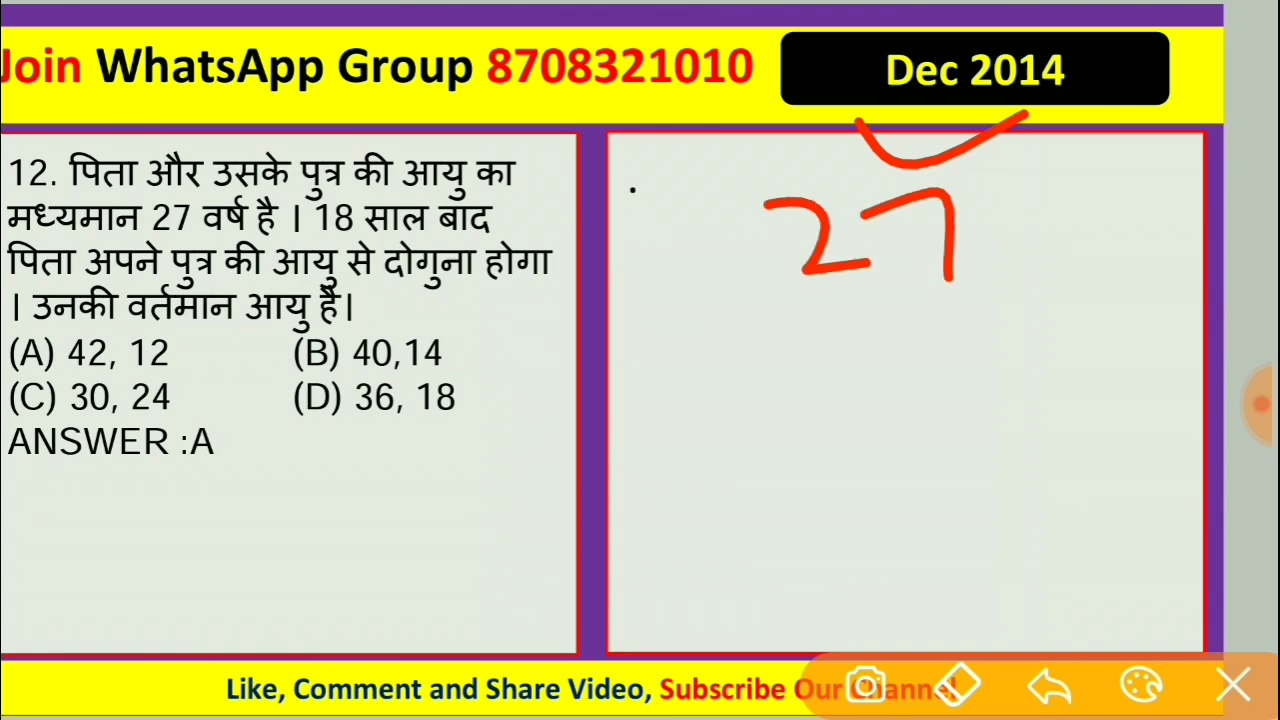 Join WhatsApp Group 8708321010
Dec 2014
12. पिता और उसके पुत्र की आयु का
मध्यमान 27 वर्ष है । 18 साल बाद
पिता अपने पुत्र की आयु से दोगुना होगा
। उनकी वर्तमान आयु है।
(A) 42, 12 (B) 40,14
(C) 30, 24 (D) 36, 18
ANSWER :A
.
27
Like, Comment and Share Video, Subscribe Our Channel